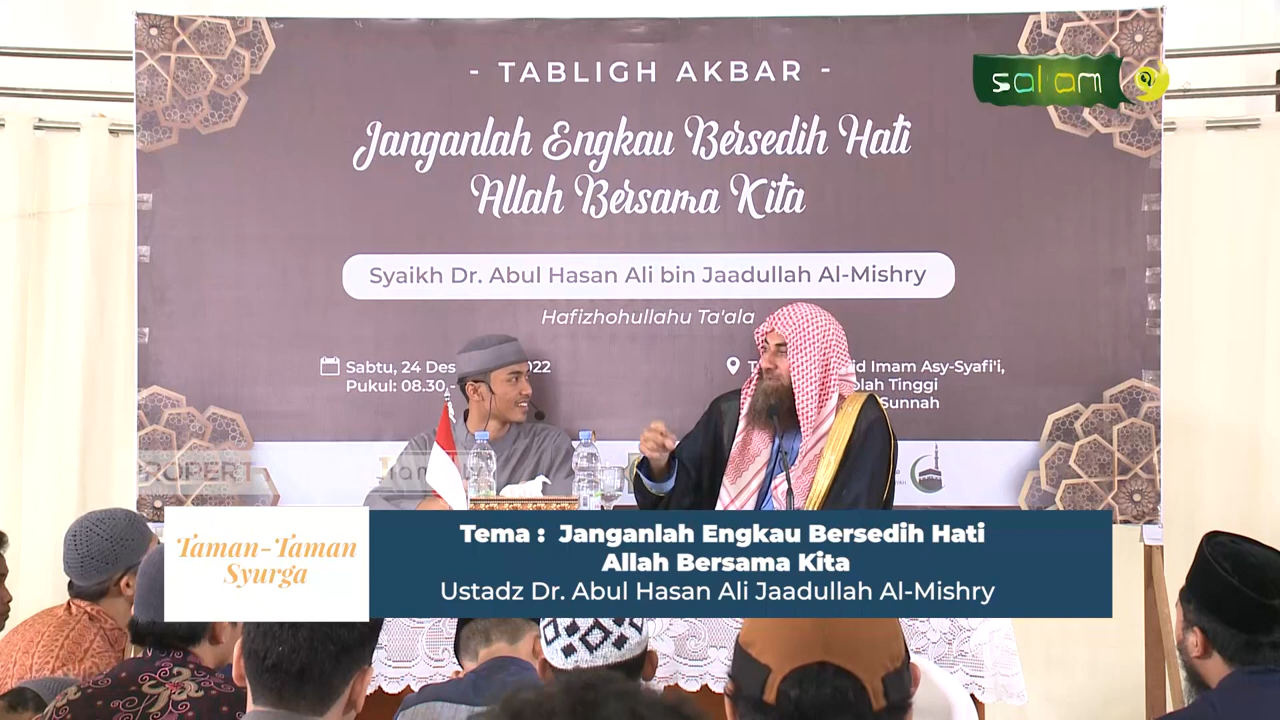 - TABLIGH AKBAR -
salam
Janganlah Engkau Bersedih Hati
Allah Bersama Kita
Syaikh Dr. Abul Hasan Ali bin Jaadullah Al-Mishry
Hafizhohullahu Ta'ala
Sabtu, 24 Des 2022
Pukul: 08.30 -
Imam Asy-Syafi'i,
Tinggi
Sunnah
Taman-Taman
Syurga
Tema : Janganlah Engkau Bersedih Hati
Allah Bersama Kita
Ustadz Dr. Abul Hasan Ali Jaadullah Al-Mishry